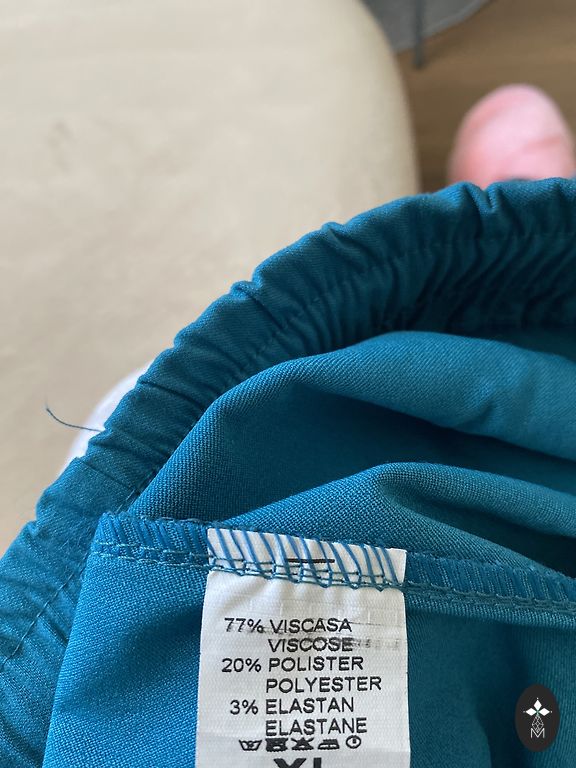 77% VISCASA
VISCOSE
20% POLISTER
POLYESTER
3% ELASTAN
ELASTANE
XL
M